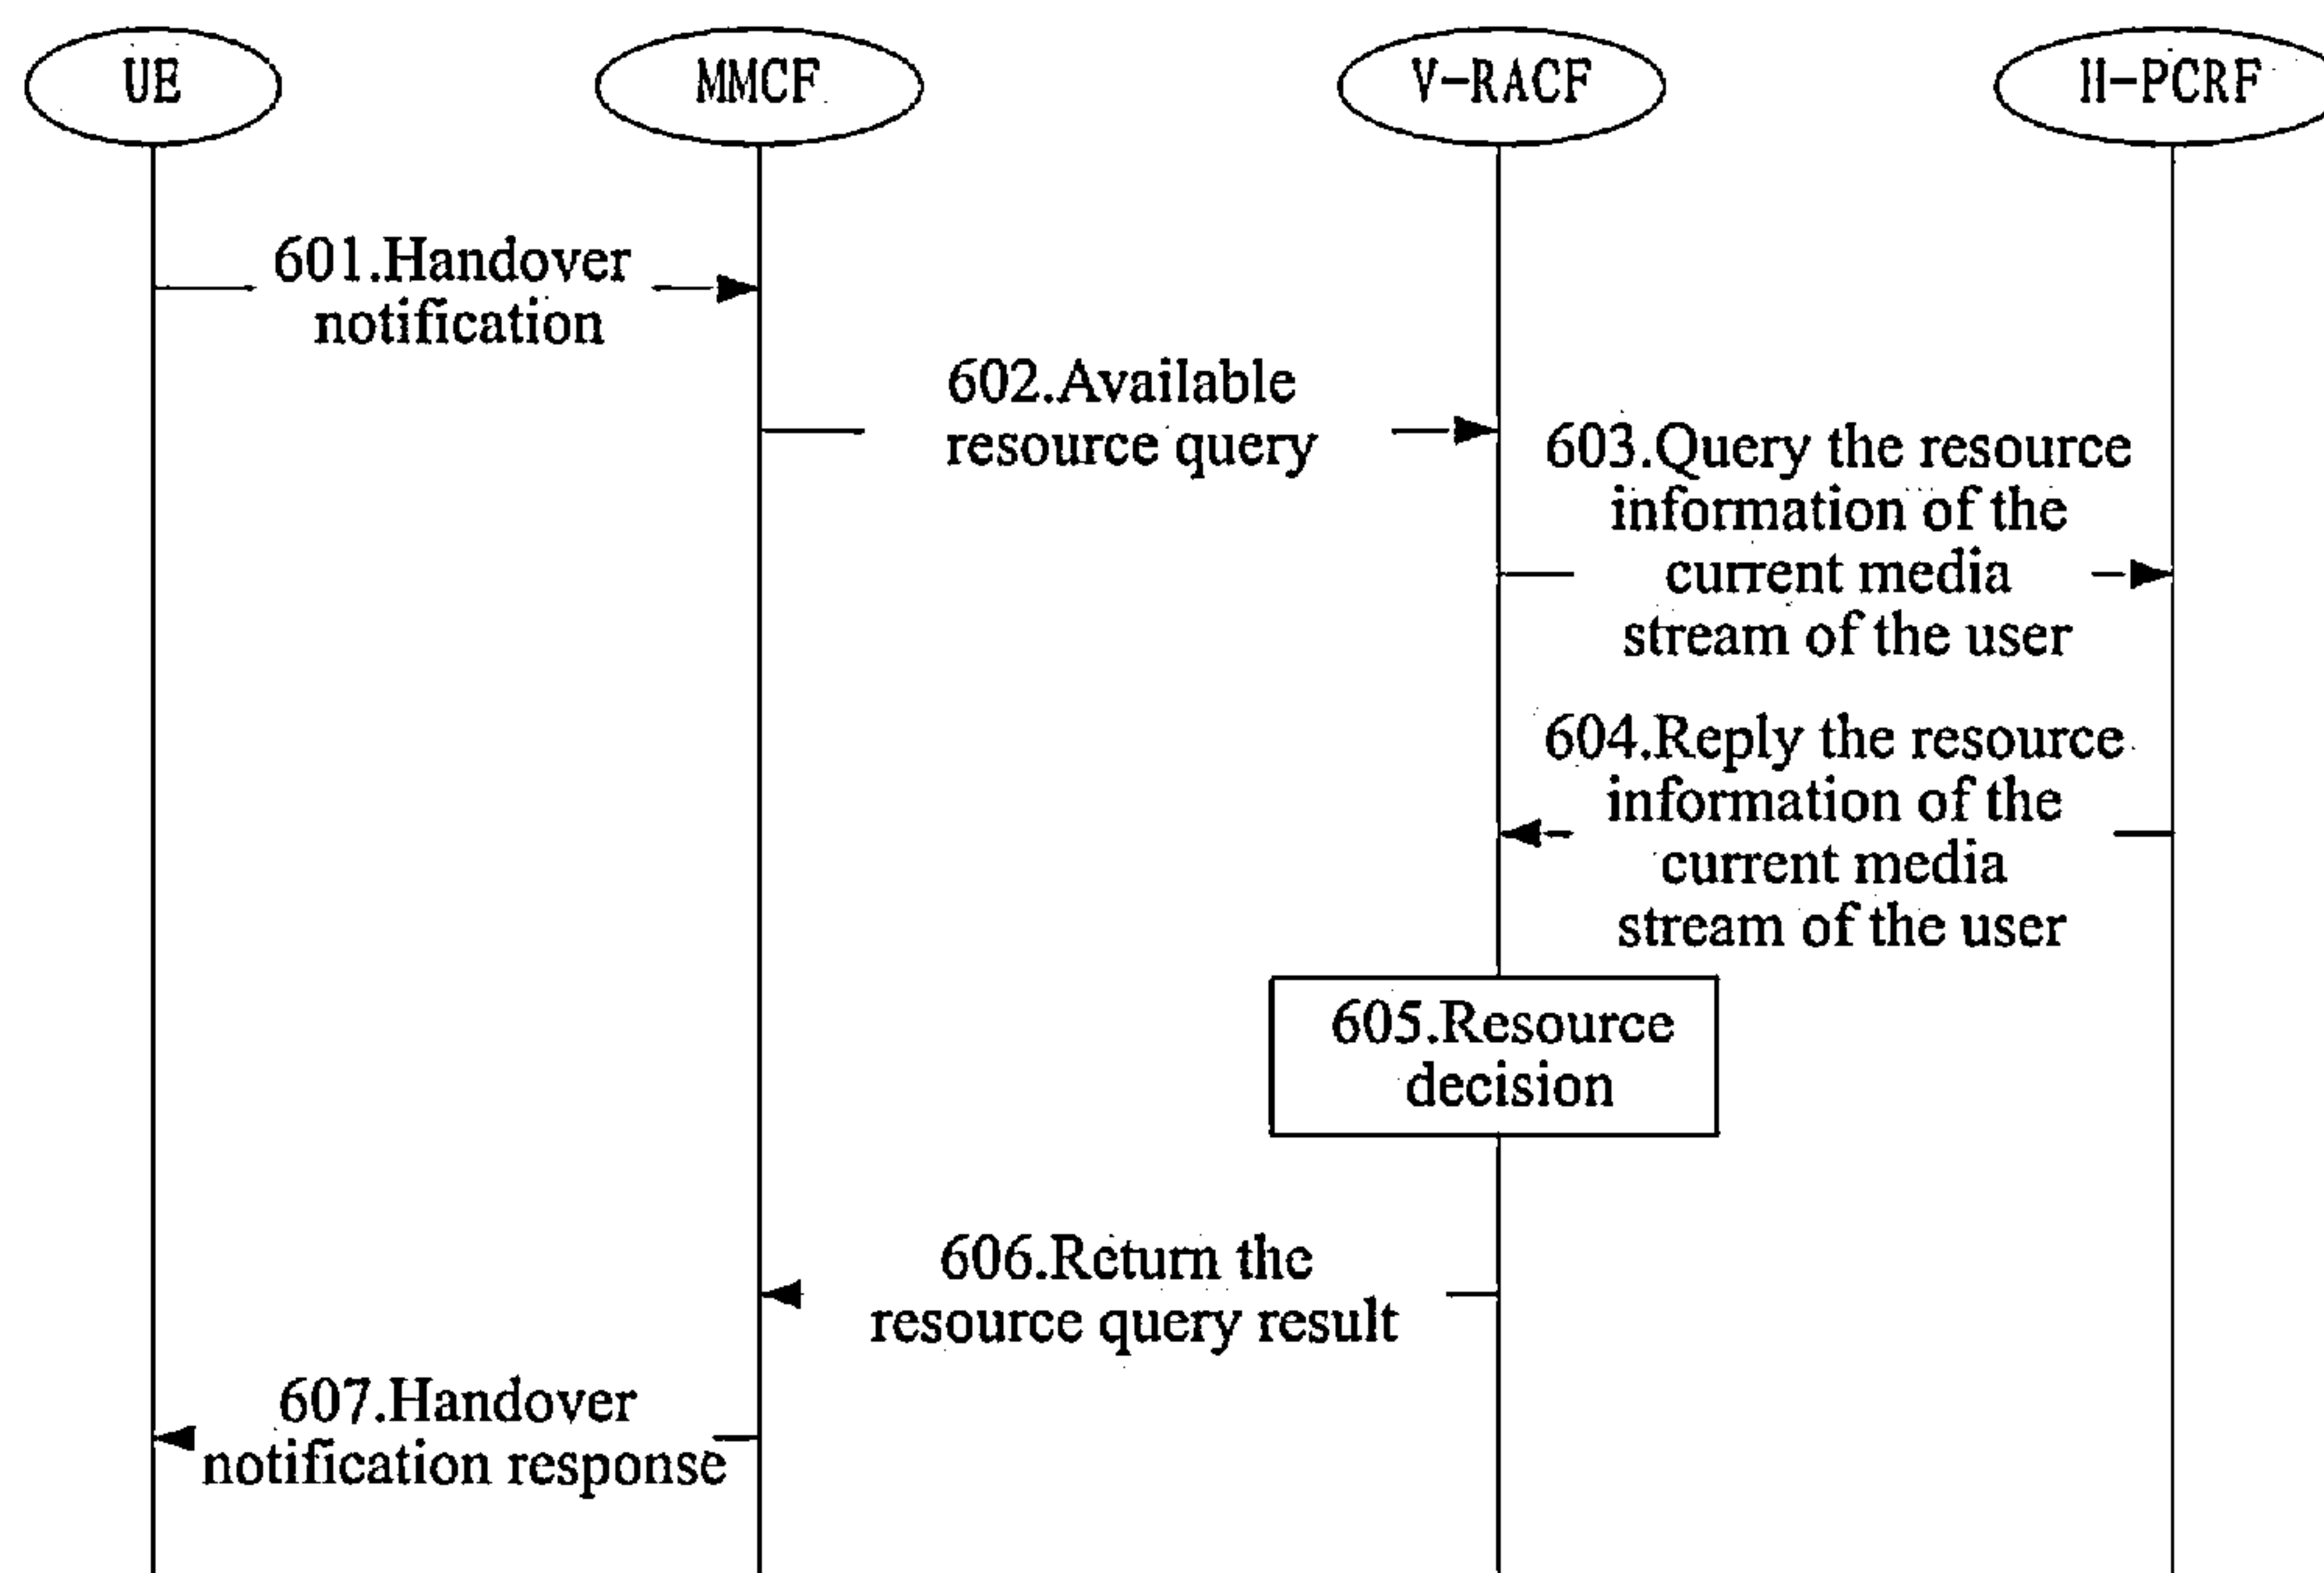 UE
MMCF
V-RACF
H-PCRF
601.Handover
notification
602.Available
resource query
603.Query the resource
information of the
current media
stream of the user
604.Reply the resource
information of the
current media
stream of the user
605.Resource
decision
606.Return the
resource query result
607.Handover
notification response